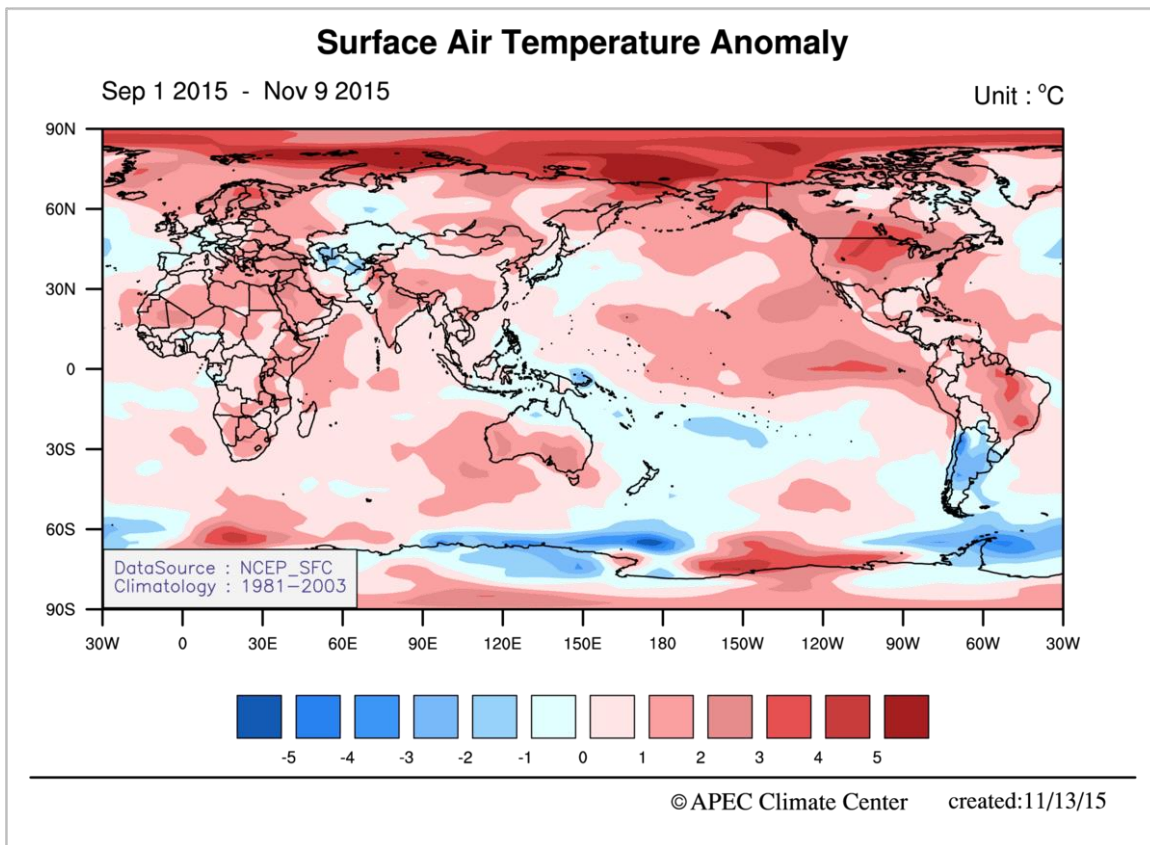 Surface Air Temperature Anomaly
Sep 1 2015 - Nov 9 2015
Unit : °C
90N
60N
30N
0
30S
60S
90S
DataSource : NCEP_SFC
Climatology : 1981-2003
30W 0 30E 60E 90E 120E 150E 180 150W 120W 90W 60W 30W
-5 -4 -3 -2 -1 0 1 2 3 4 5
© APEC Climate Center created:11/13/15